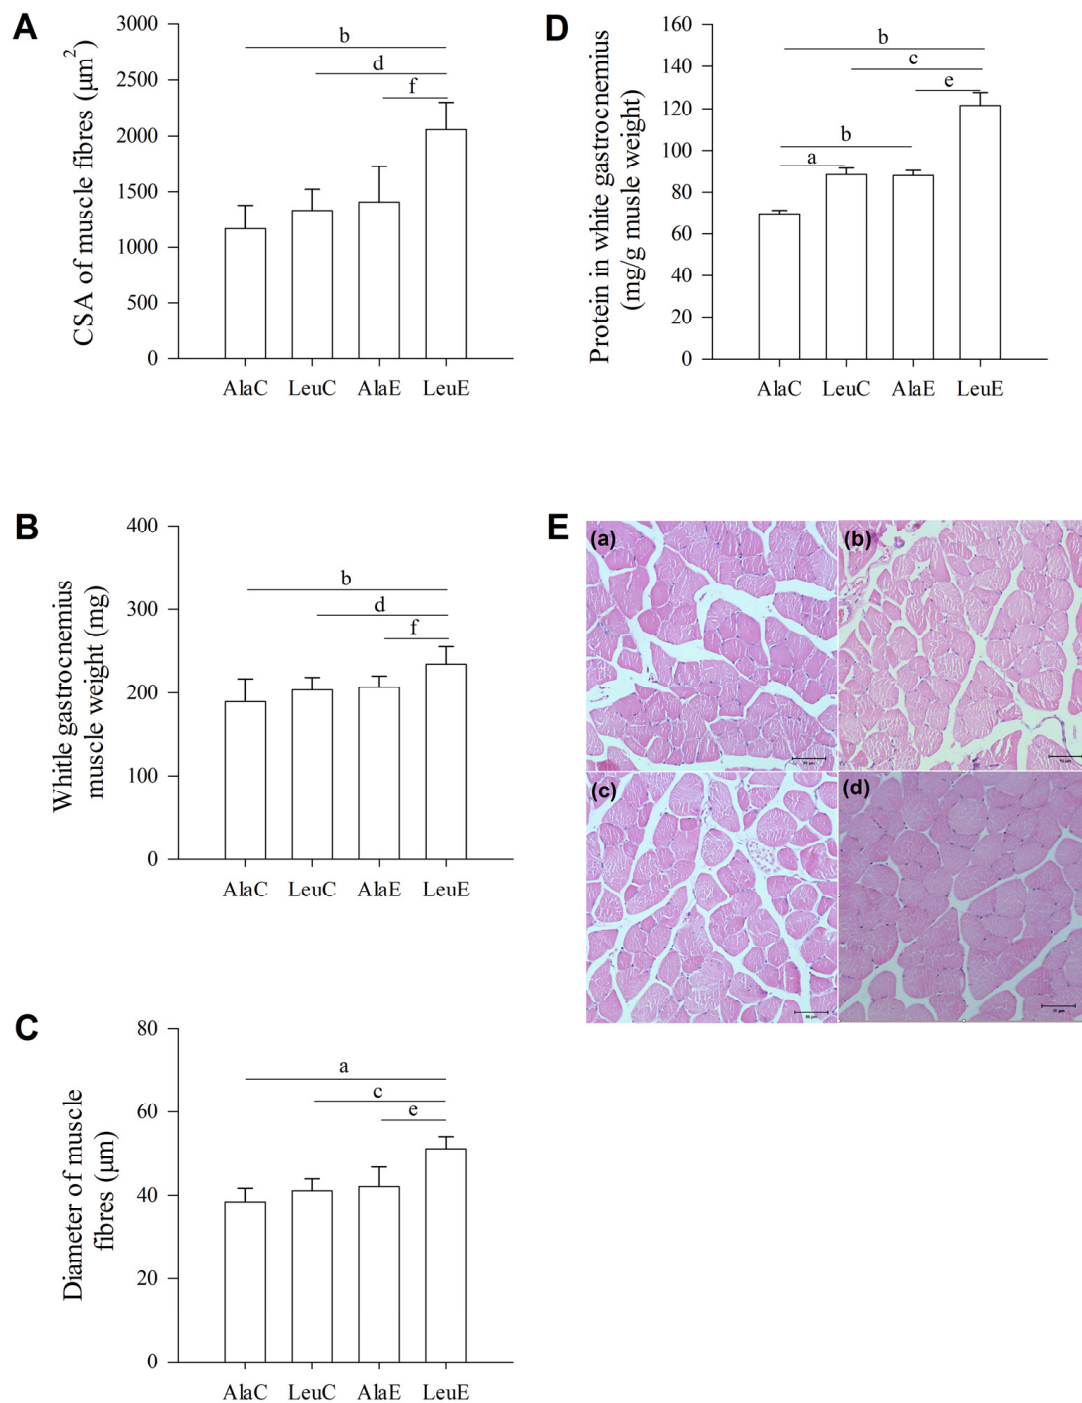 A
CSA of muscle fibres (µm²)
3000
2500
2000
1500
1000
500
0
b
d
f
AlaC LeuC AlaE LeuE
D
Protein in white gastrocnemius
(mg/g musle weight)
160
140
120
100
80
60
40
20
0
b
c
e
b
a
AlaC LeuC AlaE LeuE
B
Whitle gastrocnemius
muscle weight (mg)
400
300
200
100
0
b
d
f
AlaC LeuC AlaE LeuE
E
(a)
(b)
(c)
(d)
C
Diameter of muscle
fibres (µm)
80
60
40
20
0
a
c
e
AlaC LeuC AlaE LeuE